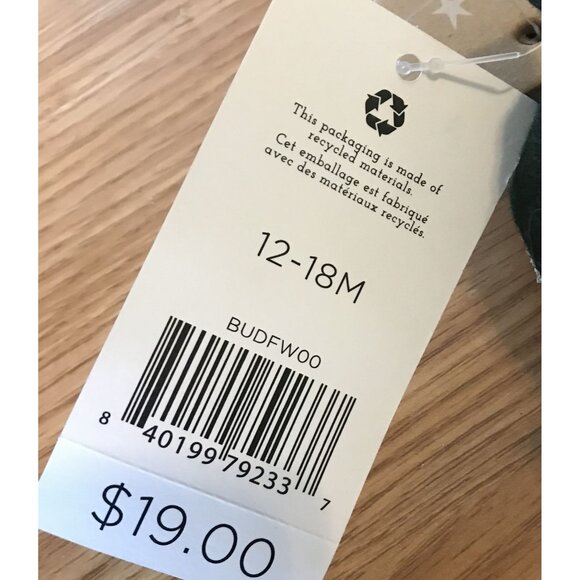 This packaging is made of
recycled materials.
Cet emballage est fabriqué
avec des matériaux recyclés.
12-18M
BUDFW00
8 40199 79233 7
$19.00